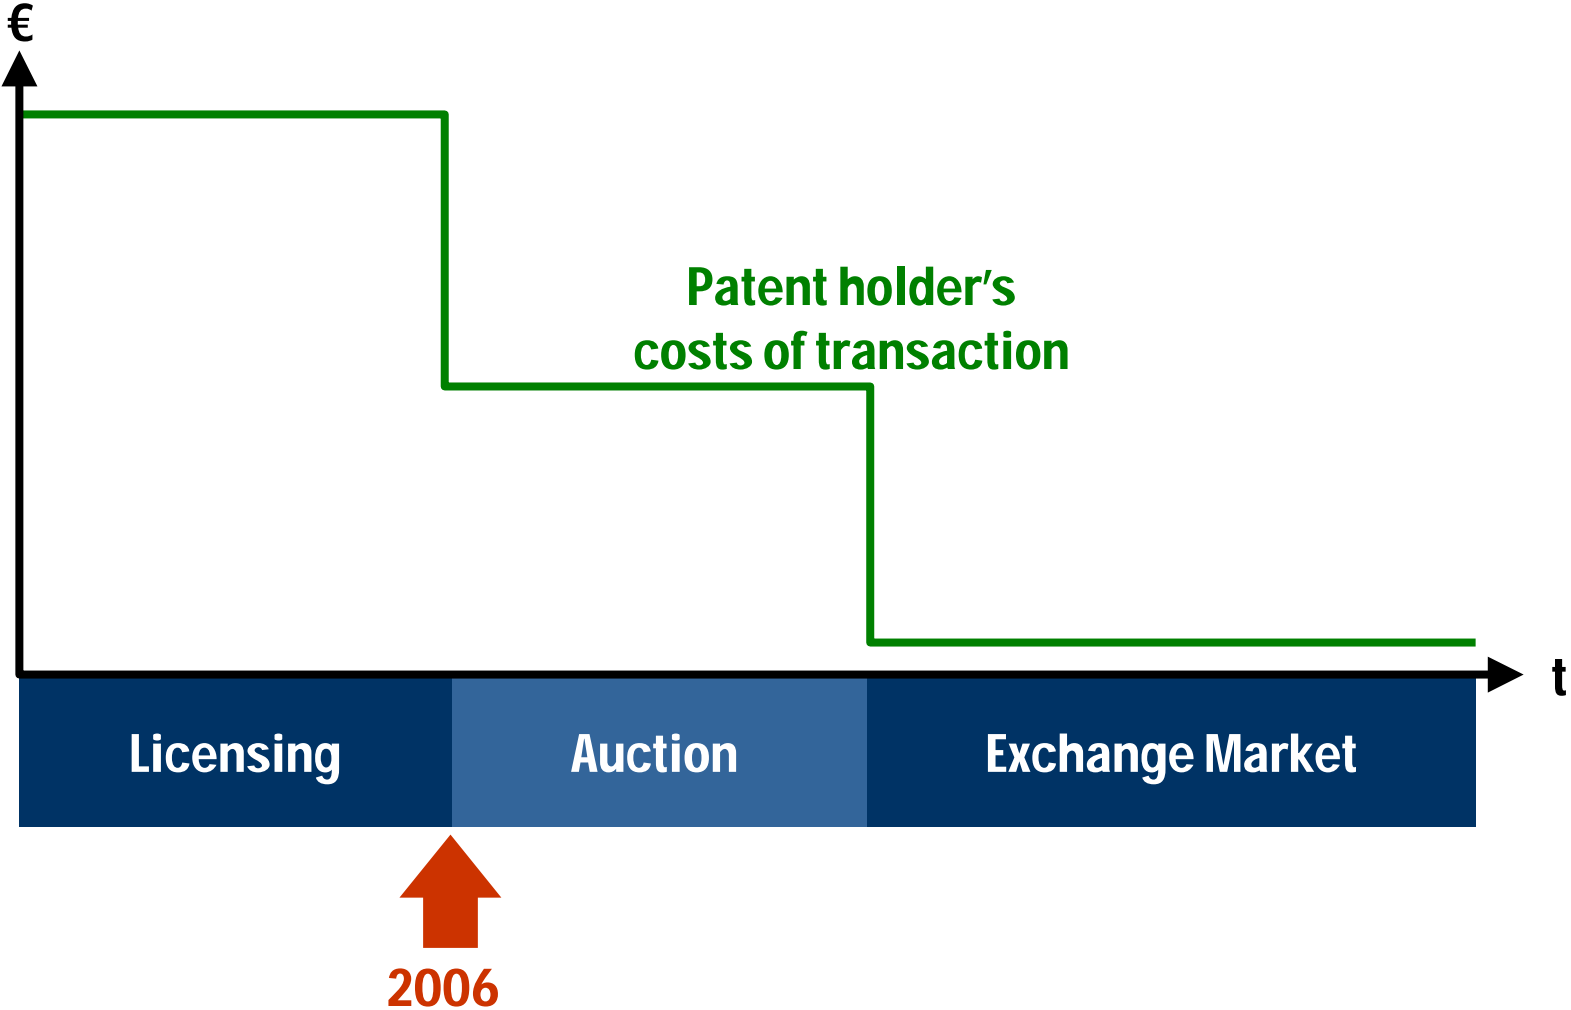 €
Patent holder's
costs of transaction
t
Licensing
Auction
Exchange Market
2006